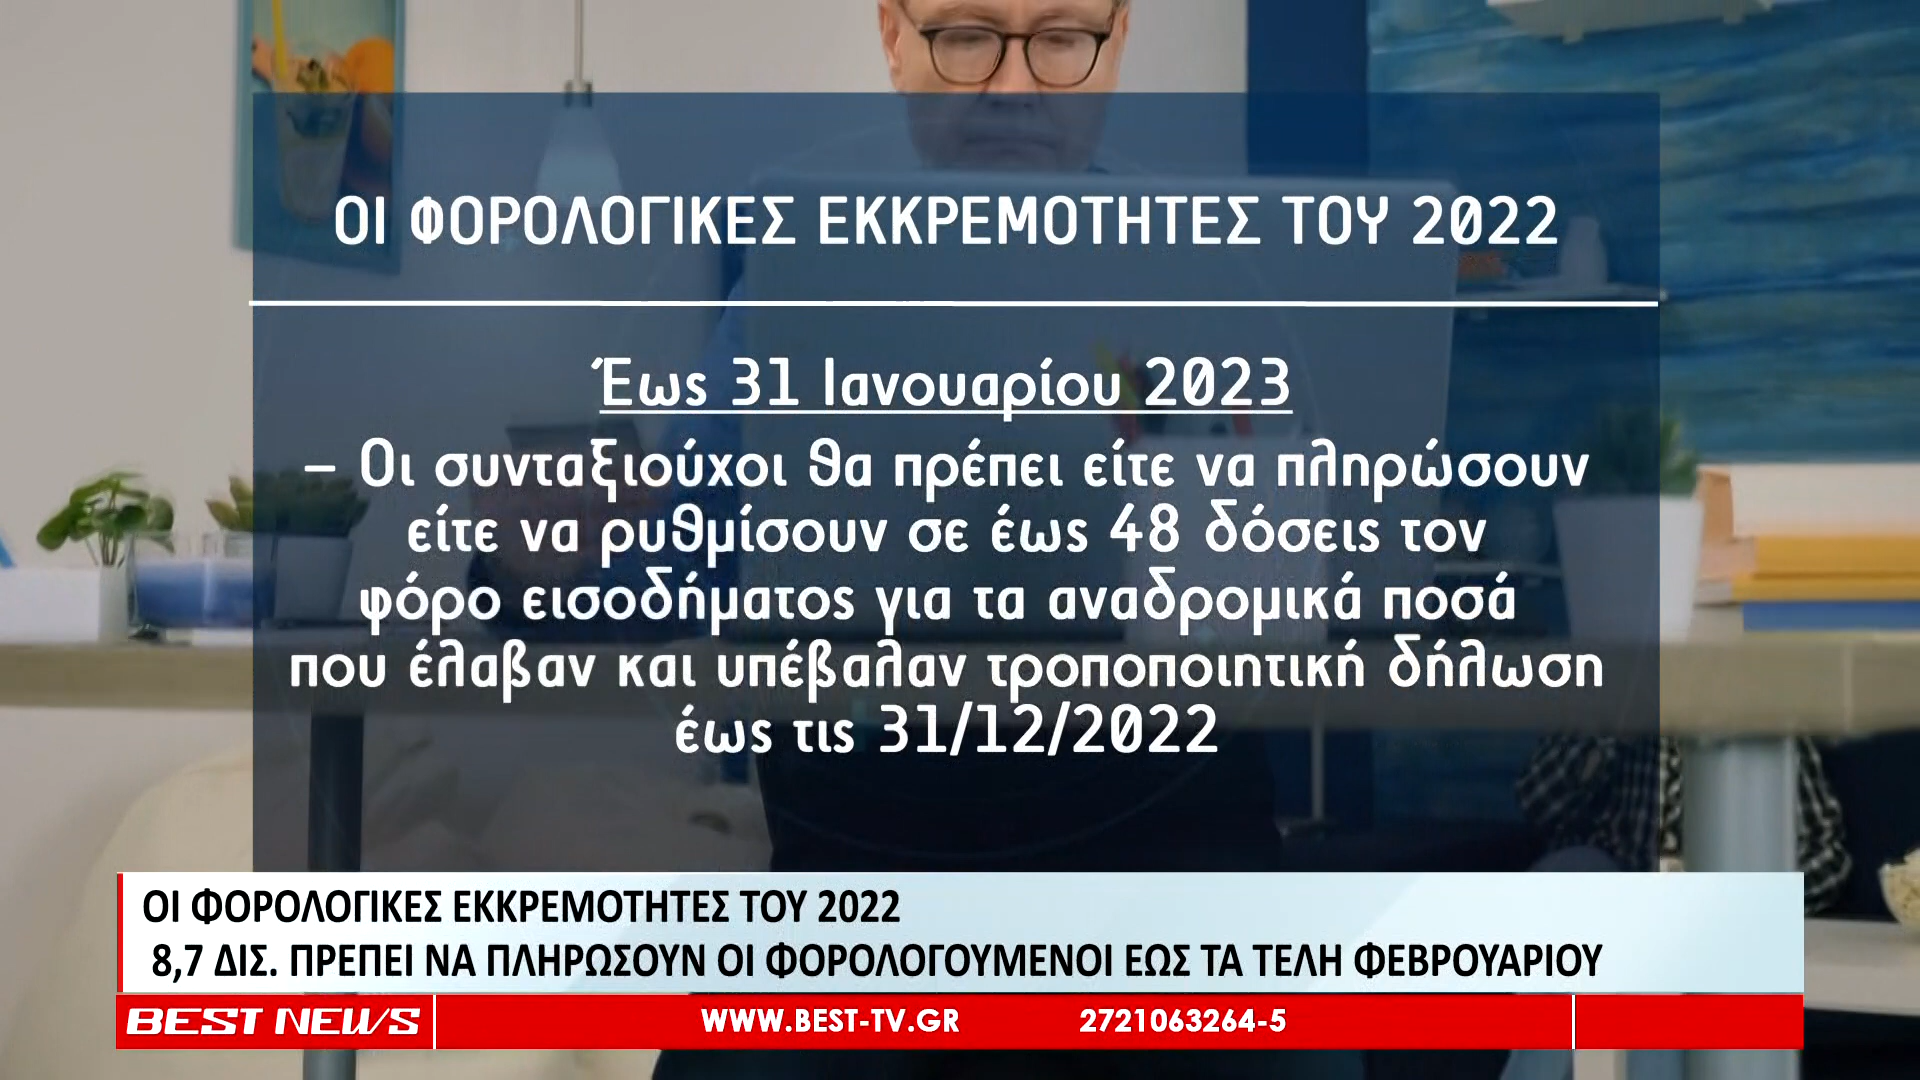 ΟΙ ΦΟΡΟΛΟΓΙΚΕΣ ΕΚΚΡΕΜΟΤΗΤΕΣ ΤΟΥ 2022
Έως 31 Ιανουαρίου 2023
– Οι συνταξιούχοι θα πρέπει είτε να πληρώσουν
είτε να ρυθμίσουν σε έως 48 δόσεις τον
φόρο εισοδήματος για τα αναδρομικά ποσά
που έλαβαν και υπέβαλαν τροποποιητική δήλωση
έως τις 31/12/2022
ΟΙ ΦΟΡΟΛΟΓΙΚΕΣ ΕΚΚΡΕΜΟΤΗΤΕΣ ΤΟΥ 2022
8,7 ΔΙΣ. ΠΡΕΠΕΙ ΝΑ ΠΛΗΡΩΣΟΥΝ ΟΙ ΦΟΡΟΛΟΓΟΥΜΕΝΟΙ ΕΩΣ ΤΑ ΤΕΛΗ ΦΕΒΡΟΥΑΡΙΟΥ
BEST NEWS WWW.BEST-TV.GR 2721063264-5